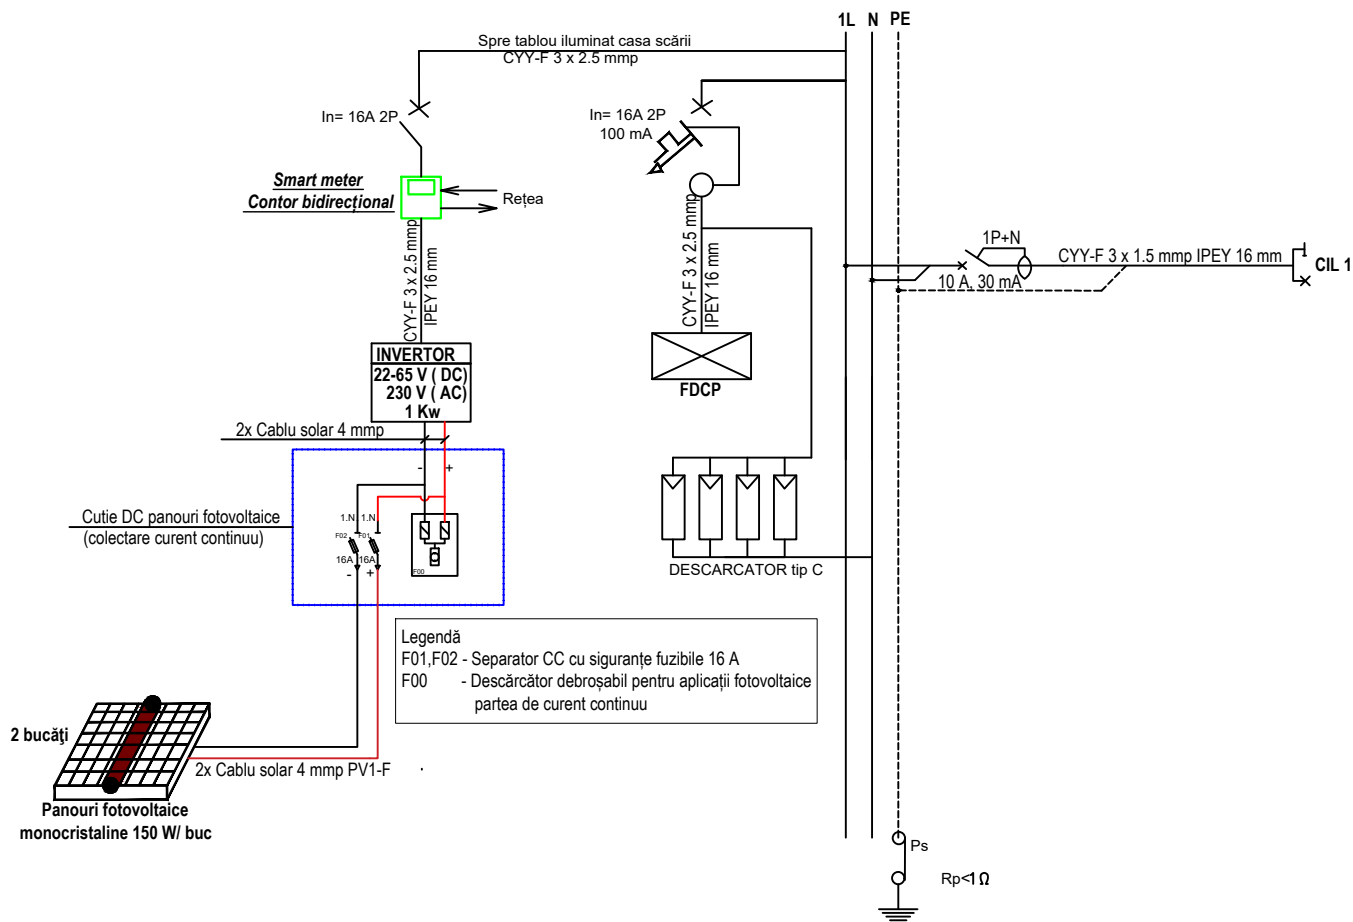 1L N PE
Spre tablou iluminat casa scării
CYY-F 3 x 2.5 mmp
In= 16A 2P
In= 16A 2P
100 mA
Smart meter
Contor bidirecțional
Rețea
CYY-F 3 x 2.5 mmp
IPEY 16 mm
CYY-F 3 x 2.5 mmp
IPEY 16 mm
1P+N
10 A, 30 mA
CYY-F 3 x 1.5 mmp IPEY 16 mm
CIL 1
INVERTOR
22-65 V ( DC)
230 V ( AC)
1 Kw
FDCP
2x Cablu solar 4 mmp
- +
Cutie DC panouri fotovoltaice
(colectare curent continuu)
1.N 1.N
F02 F01
16A 16A
- +
F00
DESCARCATOR tip C
Legendă
F01,F02 - Separator CC cu siguranțe fuzibile 16 A
F00 - Descărcător debroșabil pentru aplicații fotovoltaice
partea de curent continuu
2 bucăți
2x Cablu solar 4 mmp PV1-F
Panouri fotovoltaice
monocristaline 150 W/ buc
Ps
Rp<1Ω